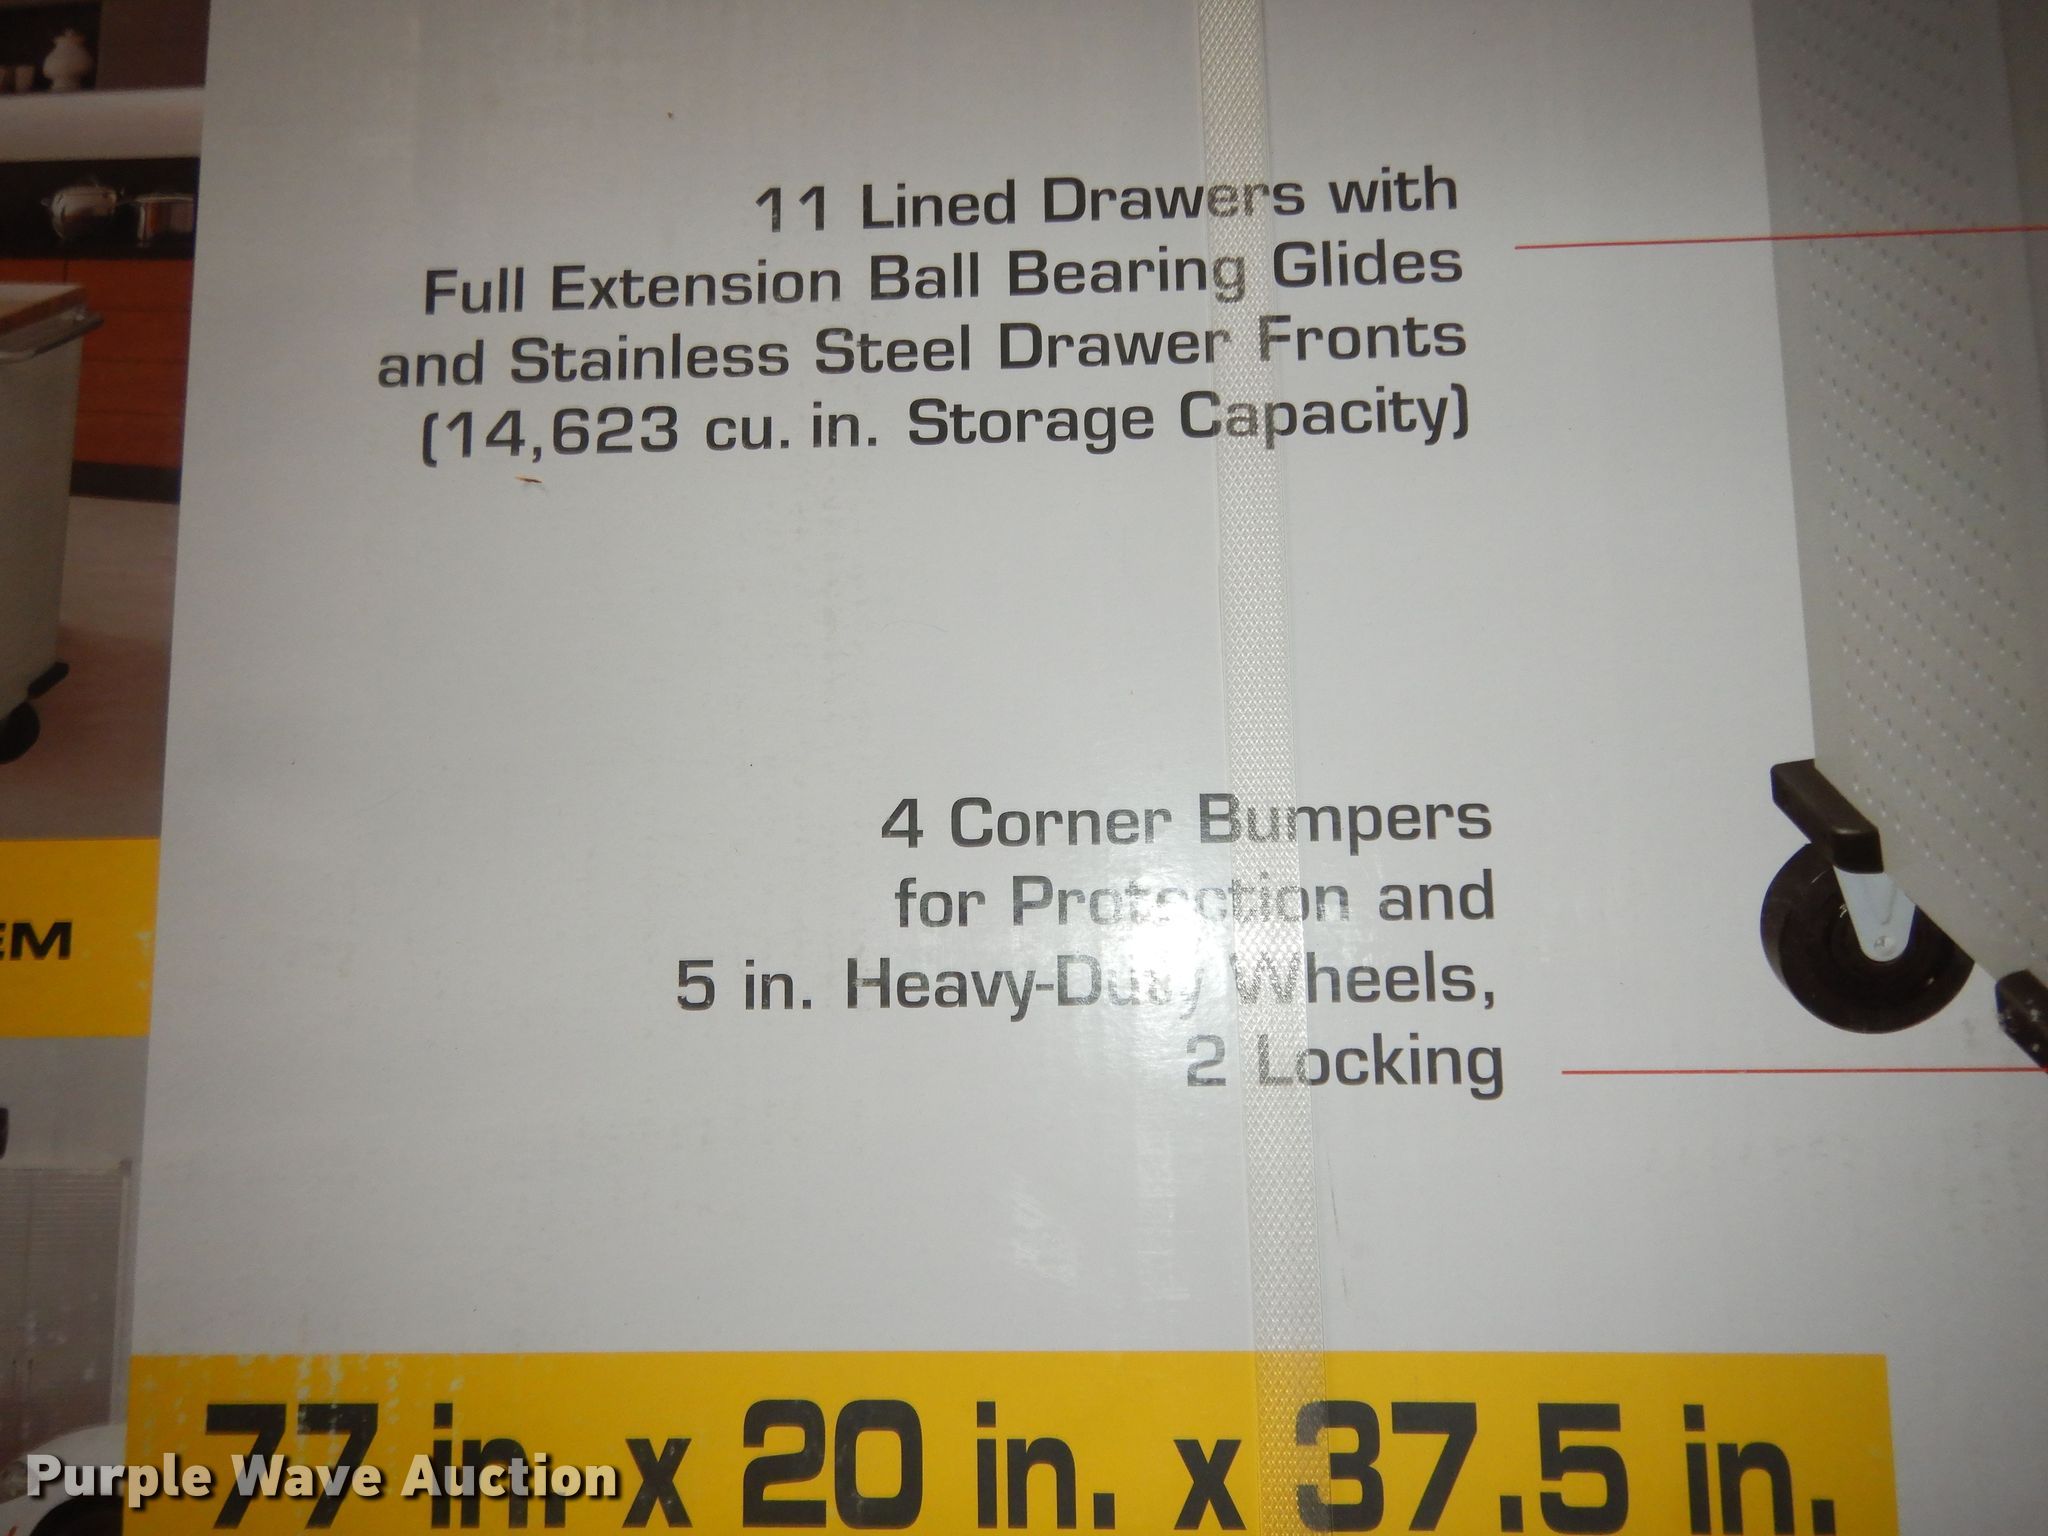 11 Lined Drawers with
Full Extension Ball Bearing Glides
and Stainless Steel Drawer Fronts
(14,623 cu. in. Storage Capacity)
4 Corner Bumpers
for Protection and
5 in. Heavy-Duty Wheels,
2 Locking
EM
77 in. x 20 in. x 37.5 in.
Purple Wave Auction